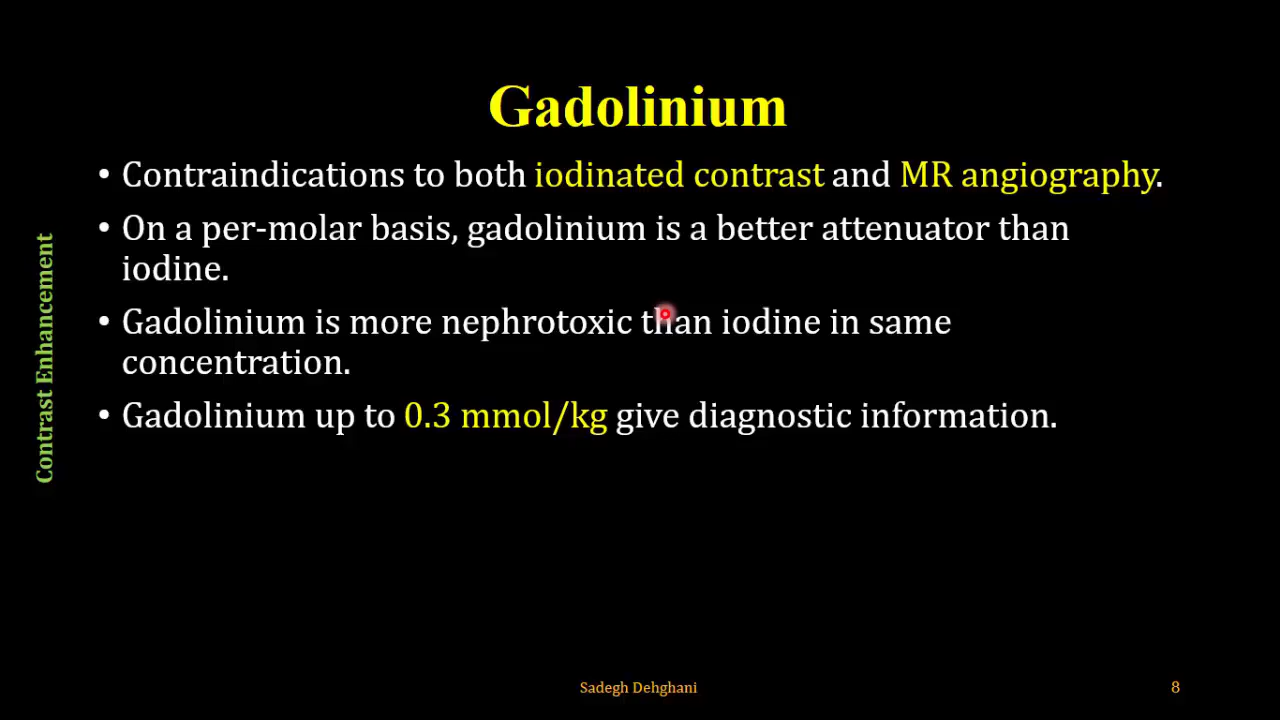 Gadolinium
• Contraindications to both iodinated contrast and MR angiography.
• On a per-molar basis, gadolinium is a better attenuator than
iodine.
• Gadolinium is more nephrotoxic than iodine in same
concentration.
• Gadolinium up to 0.3 mmol/kg give diagnostic information.
Contrast Enhancement
Sadegh Dehghani
8